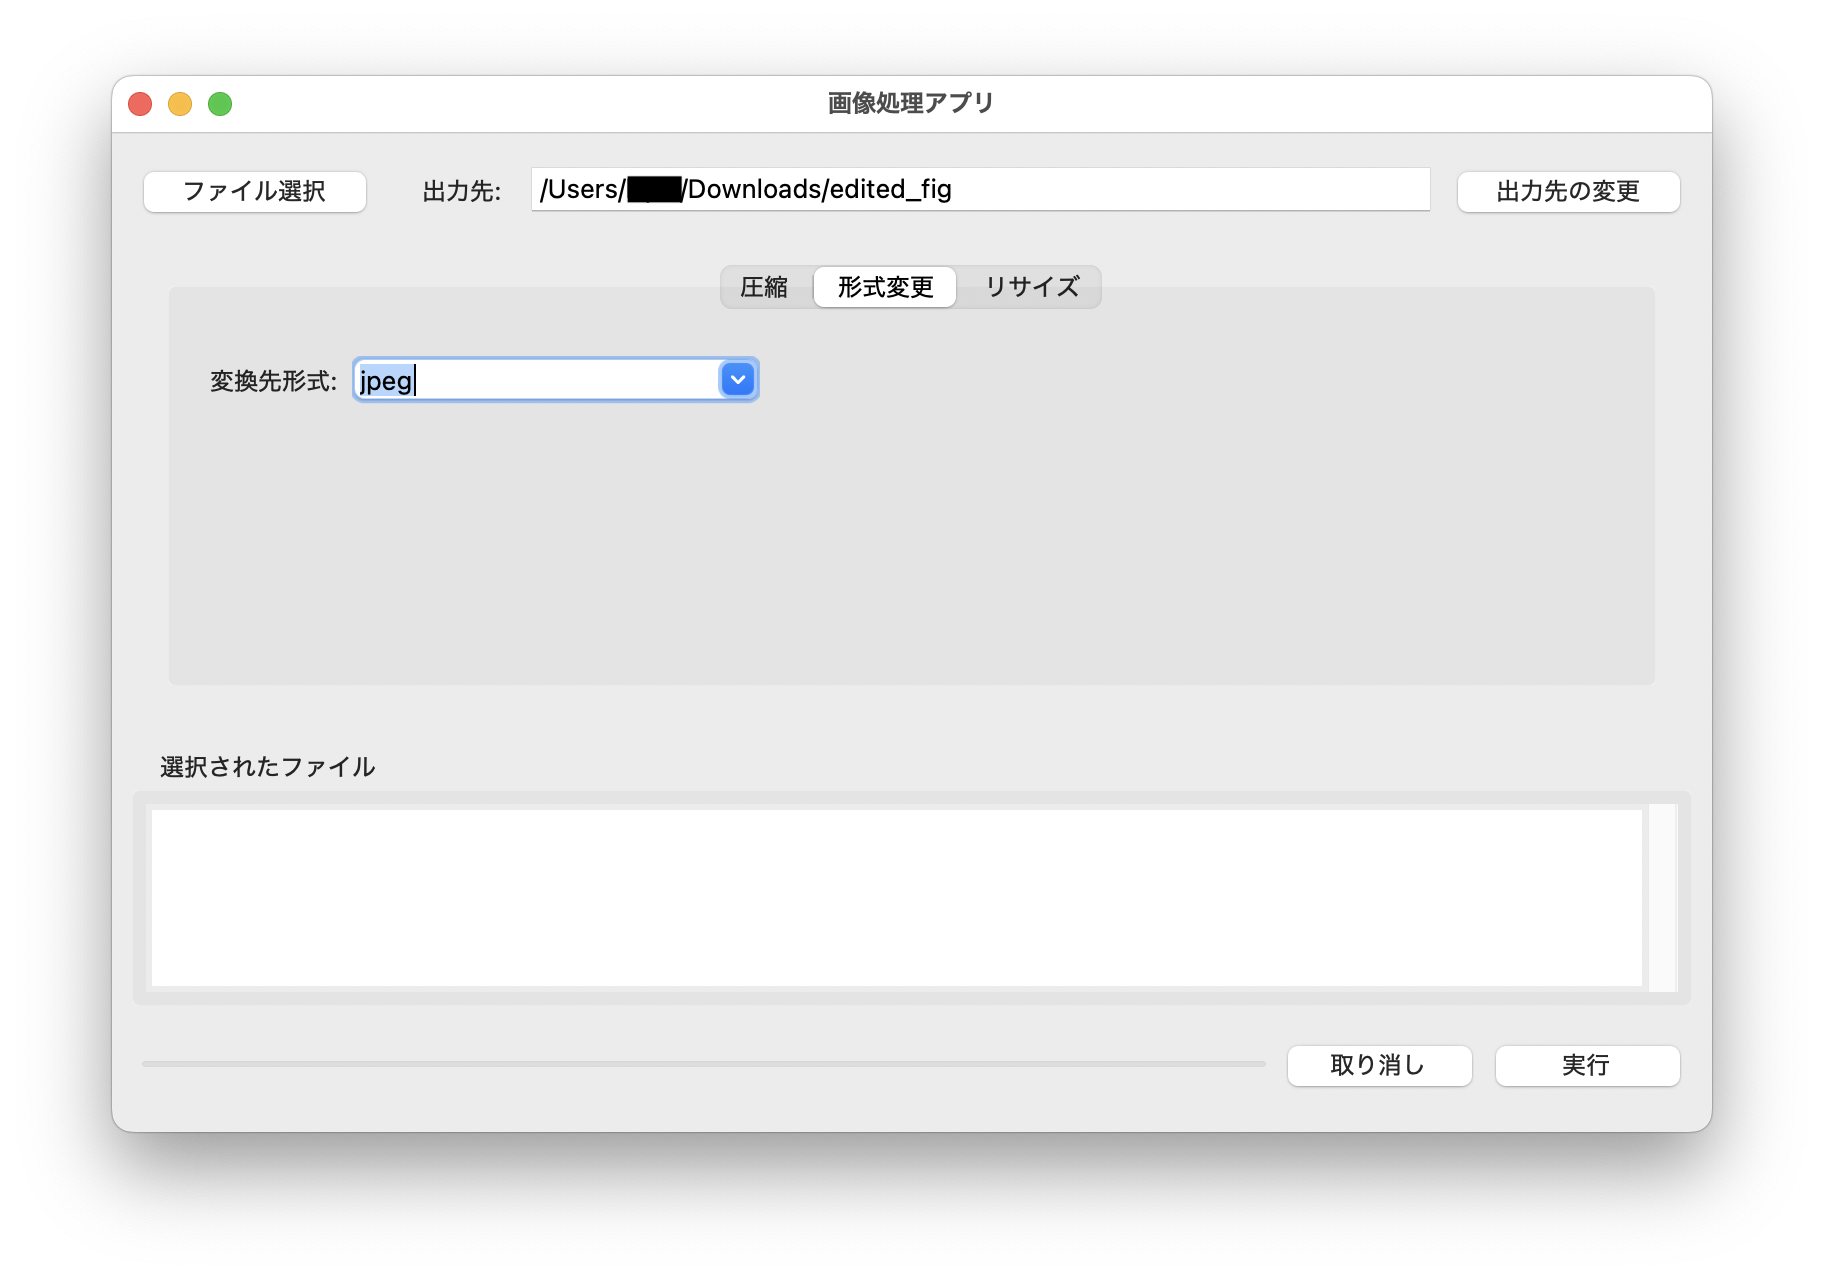 画像処理アプリ
ファイル選択 出力先: /Users/ /Downloads/edited_fig 出力先の変更
圧縮 形式変更 リサイズ
変換先形式: jpeg
選択されたファイル
取り消し 実行